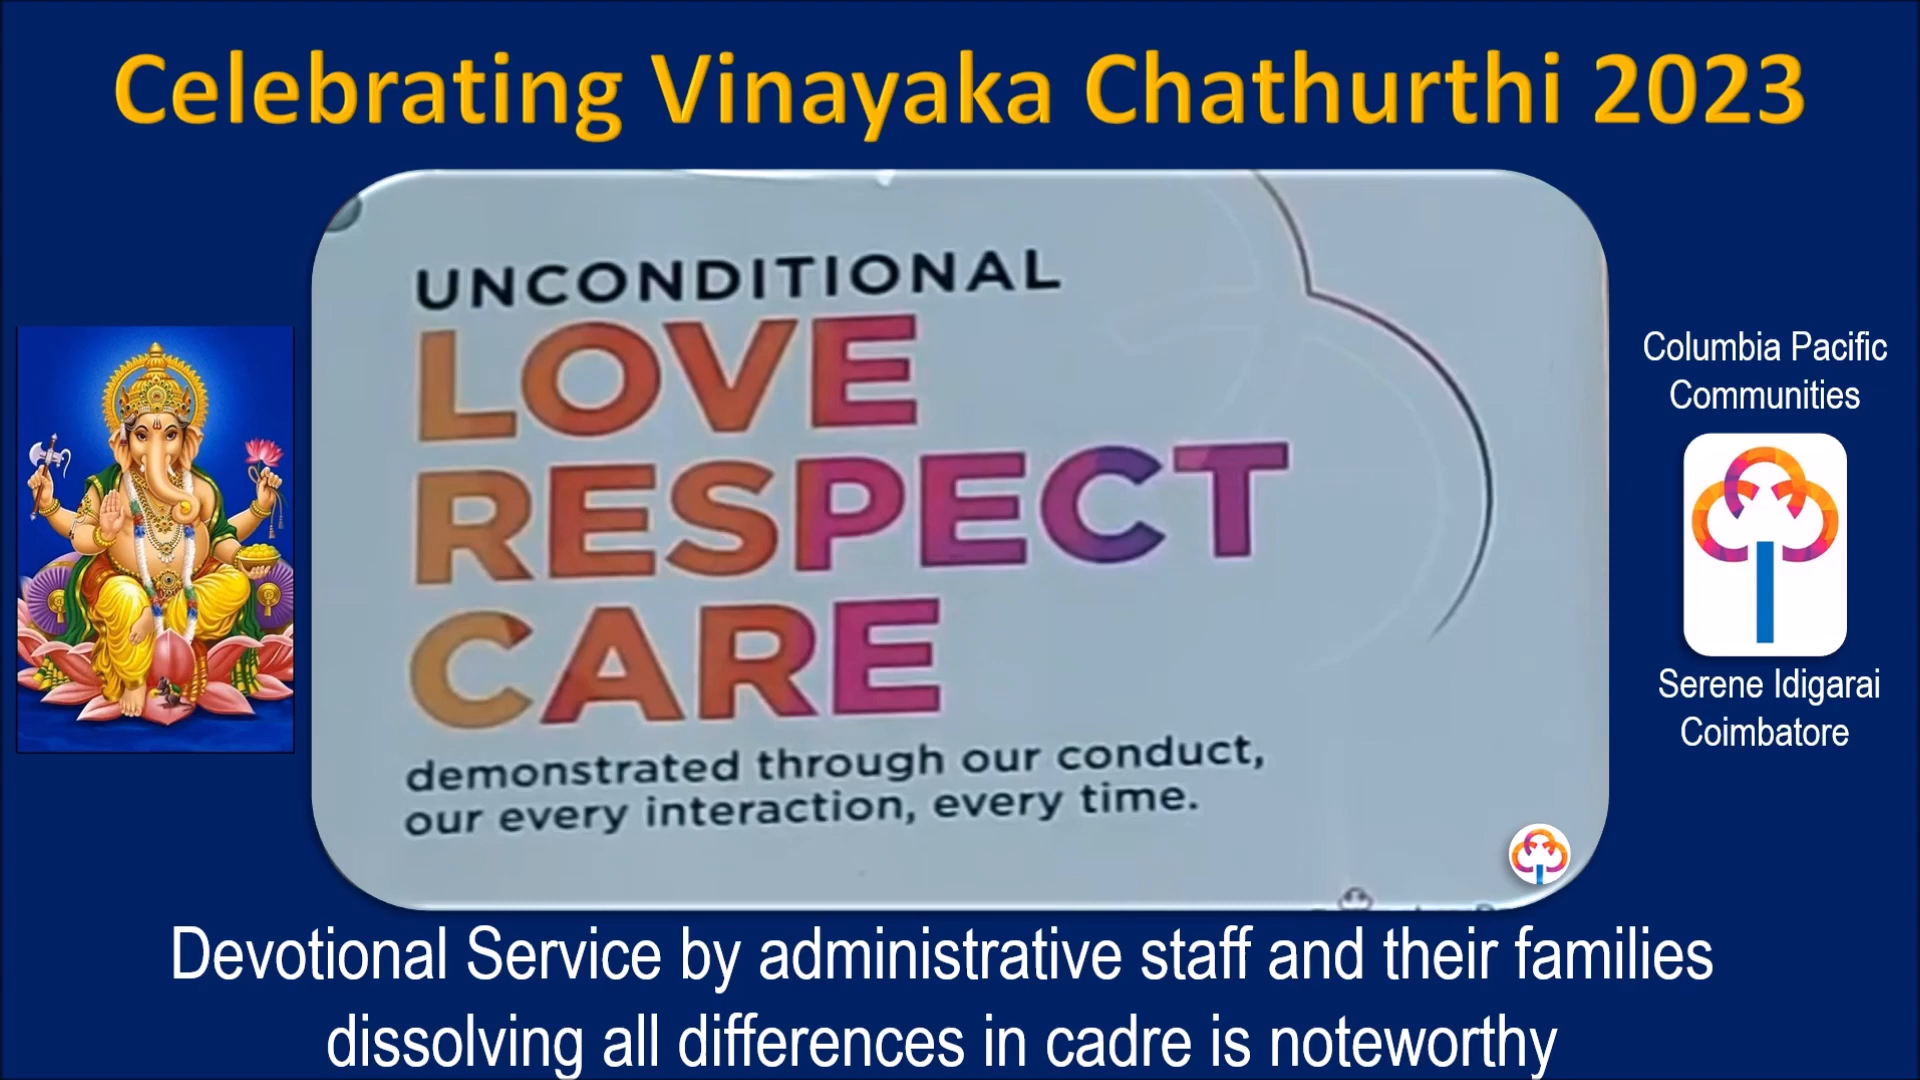 Celebrating Vinayaka Chathurthi 2023
UNCONDITIONAL
LOVE
RESPECT
CARE
demonstrated through our conduct,
our every interaction, every time.
Columbia Pacific
Communities
Serene Idigarai
Coimbatore
Devotional Service by administrative staff and their families
dissolving all differences in cadre is noteworthy